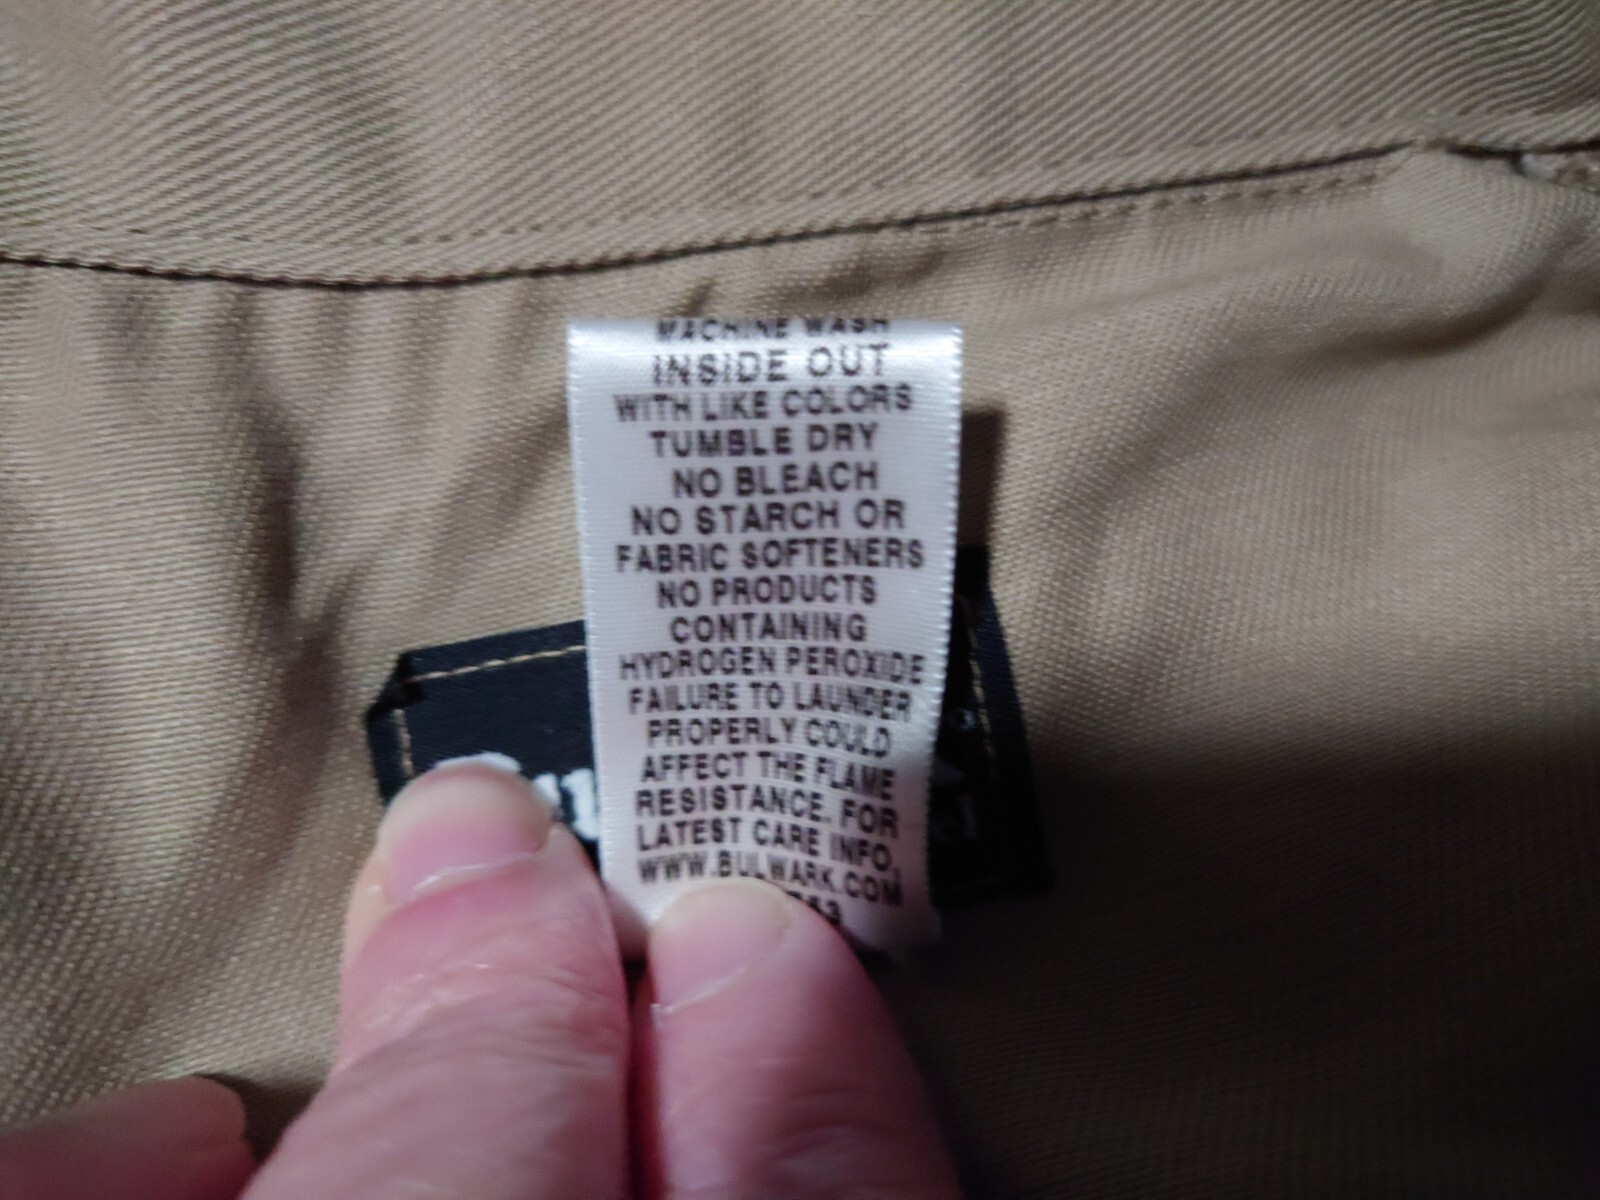 MACHINE WASH
INSIDE OUT
WITH LIKE COLORS
TUMBLE DRY
NO BLEACH
NO STARCH OR
FABRIC SOFTENERS
NO PRODUCTS
CONTAINING
HYDROGEN PEROXIDE
FAILURE TO LAUNDER
PROPERLY COULD
AFFECT THE FLAME
RESISTANCE. FOR
LATEST CARE INFO,
WWW.BULWARK.COM